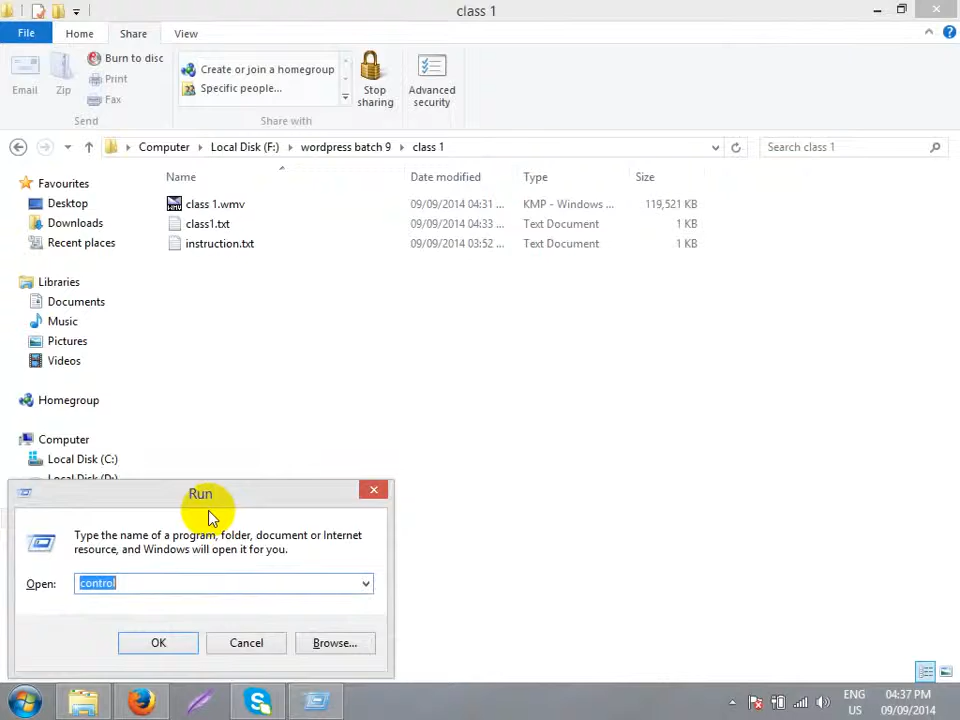 class 1
File Home Share View
Email Zip Burn to disc
Print
Fax
Send
Create or join a homegroup
Specific people...
Share with
Stop sharing
Advanced security
Computer Local Disk (F:) wordpress batch 9 class 1
Search class 1
Name Date modified Type Size
class 1.wmv 09/09/2014 04:31 ... KMP - Windows ... 119,521 KB
class1.txt 09/09/2014 04:33 ... Text Document 1 KB
instruction.txt 09/09/2014 03:52 ... Text Document 1 KB
Favourites
Desktop
Downloads
Recent places
Libraries
Documents
Music
Pictures
Videos
Homegroup
Computer
Local Disk (C:)
Local Disk (D:)
Run
Type the name of a program, folder, document or Internet
resource, and Windows will open it for you.
Open: control
OK Cancel Browse...
ENG 04:37 PM
US 09/09/2014